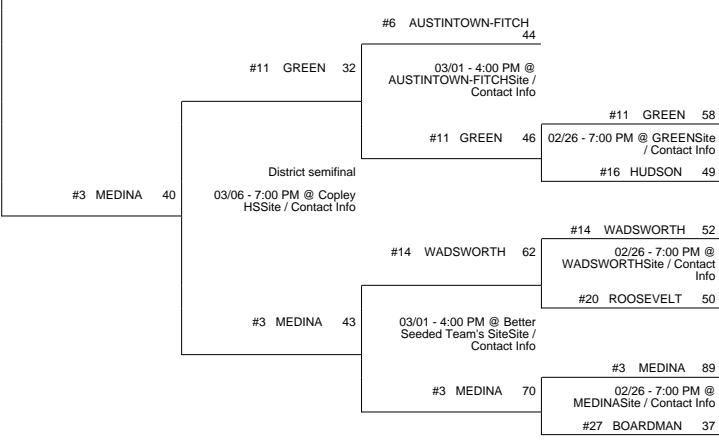 #6 AUSTINTOWN-FITCH
44
#11 GREEN 32
03/01 - 4:00 PM @
AUSTINTOWN-FITCHSite /
Contact Info
#11 GREEN 58
#11 GREEN 46
02/26 - 7:00 PM @ GREENSite
/ Contact Info
#16 HUDSON 49
District semifinal
#3 MEDINA 40
03/06 - 7:00 PM @ Copley
HSSite / Contact Info
#14 WADSWORTH 52
#14 WADSWORTH 62
02/26 - 7:00 PM @
WADSWORTHSite / Contact
Info
#20 ROOSEVELT 50
#3 MEDINA 43
03/01 - 4:00 PM @ Better
Seeded Team's SiteSite /
Contact Info
#3 MEDINA 89
#3 MEDINA 70
02/26 - 7:00 PM @
MEDINASite / Contact Info
#27 BOARDMAN 37